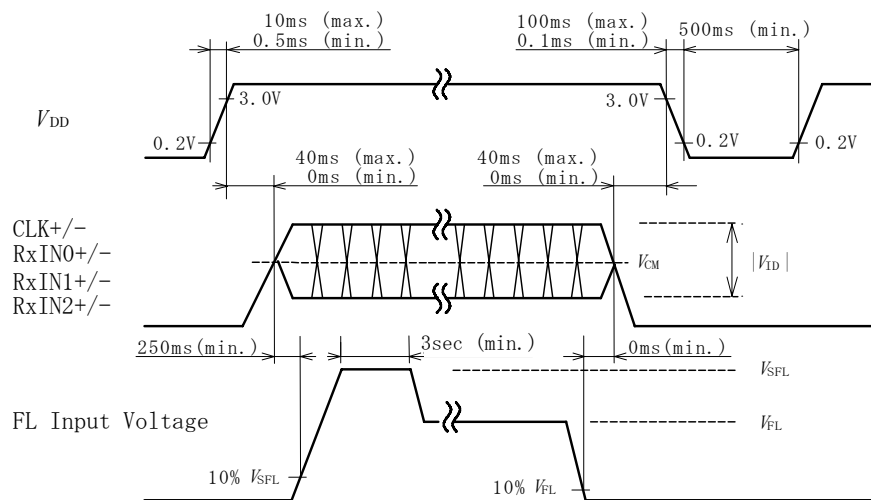 10ms (max.)
0.5ms (min.)
100ms (max.)
0.1ms (min.)
500ms (min.)
3.0V
3.0V
VDD
0.2V
0.2V
0.2V
40ms (max.)
0ms (min.)
40ms (max.)
0ms (min.)
CLK+/-
RxIN0+/-
RxIN1+/-
RxIN2+/-
VCM
|VID|
250ms(min.)
3sec (min.)
0ms(min.)
VSFL
FL Input Voltage
VFL
10% VSFL
10% VFL